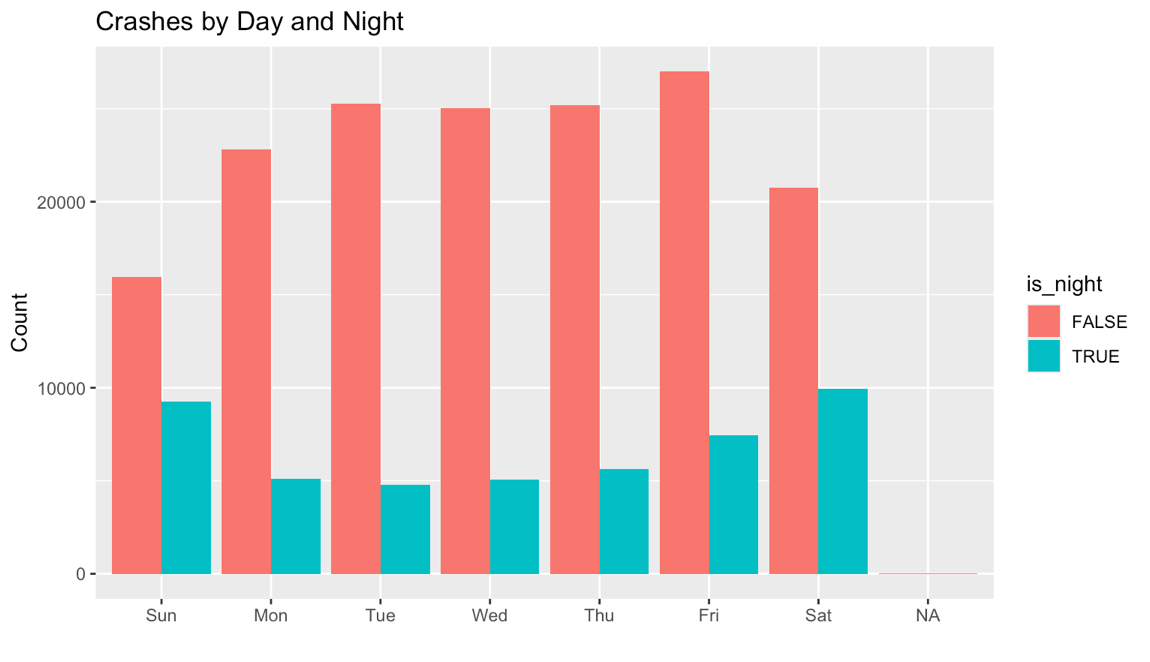 Crashes by Day and Night
Count
20000
10000
0
Sun Mon Tue Wed Thu Fri Sat NA
is_night
FALSE
TRUE